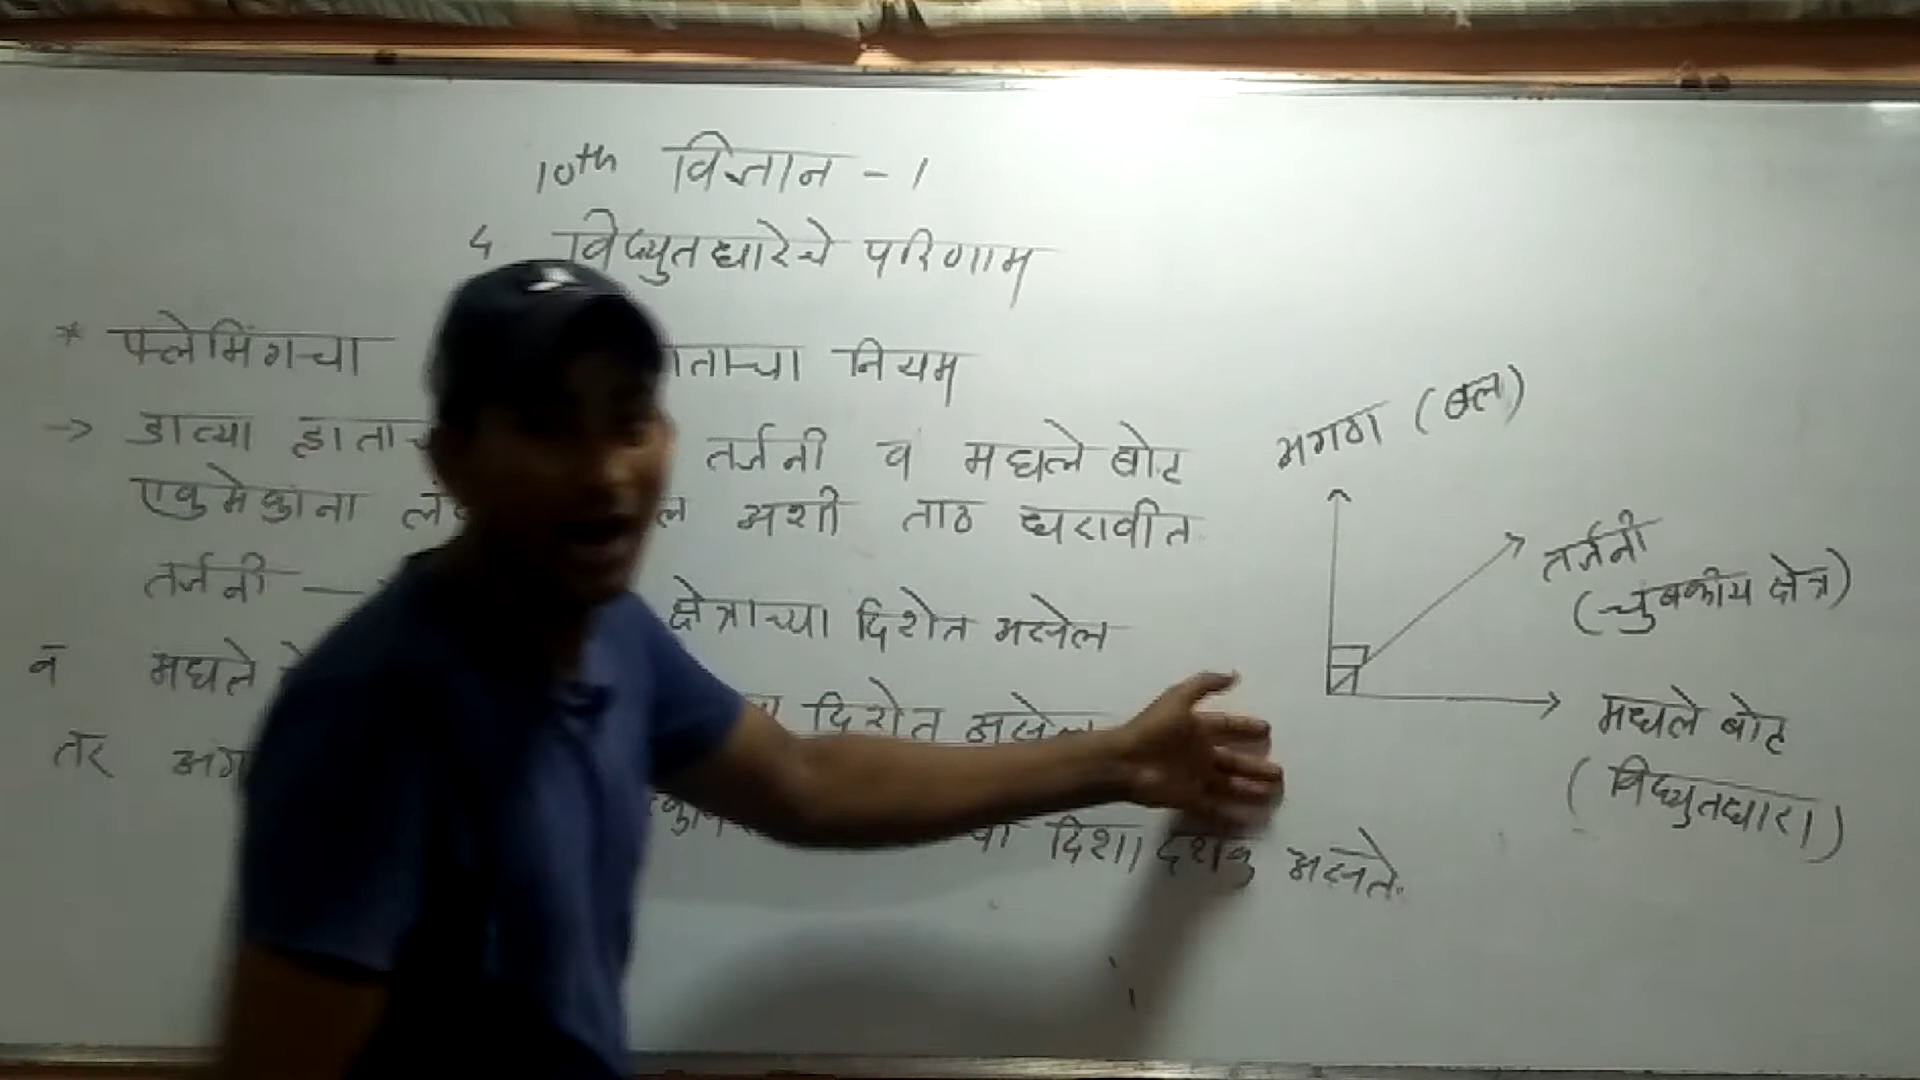 10th विज्ञान - 1
विद्युतधारेचे परिणाम
* फ्लेमिंगचा नियम
→ डाव्या तर्जनी व मधले बोट
एकमेकांना अशी ताठ धरावीत
तर्जनी — क्षेत्राच्या दिशेत असेल
व मधले दिशेत असेल
तर दिशा दर्शक असते.
अंगठा (बल)
तर्जनी
(चुंबकीय क्षेत्र)
मधले बोट
(विद्युतधारा)